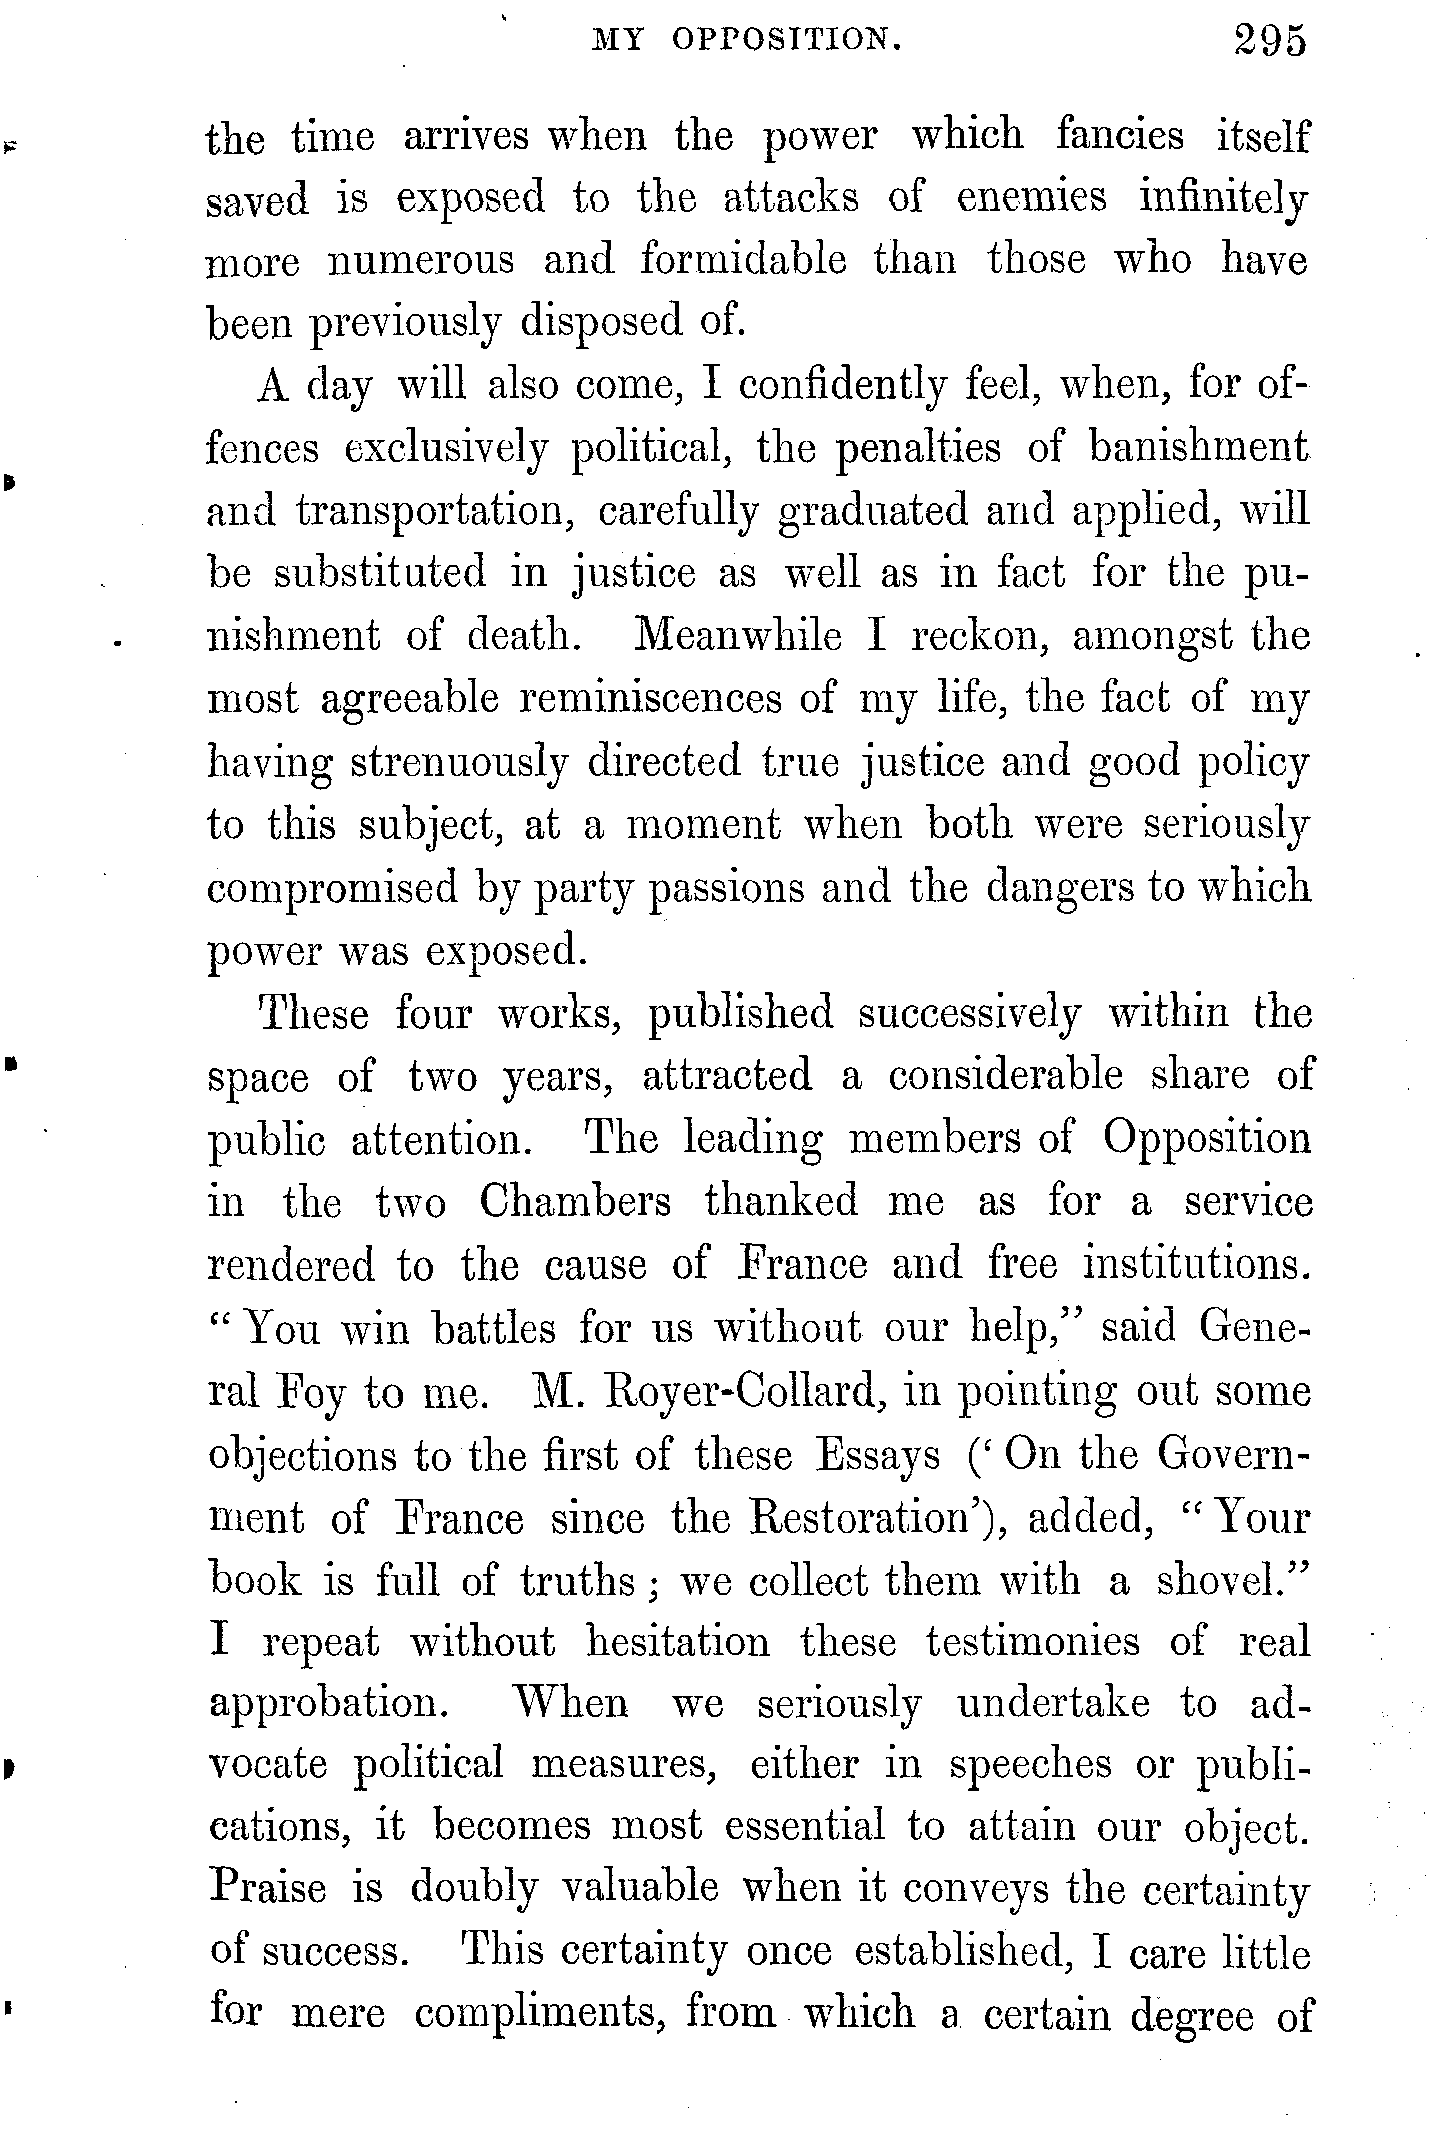 MY OPPOSITION. 295
the time arrives when the power which fancies itself
saved is exposed to the attacks of enemies infinitely
more numerous and formidable than those who have
been previously disposed of.
A day will also come, I confidently feel, when, for of-
fences exclusively political, the penalties of banishment
and transportation, carefully graduated and applied, will
be substituted in justice as well as in fact for the pu-
nishment of death. Meanwhile I reckon, amongst the
most agreeable reminiscences of my life, the fact of my
having strenuously directed true justice and good policy
to this subject, at a moment when both were seriously
compromised by party passions and the dangers to which
power was exposed.
These four works, published successively within the
space of two years, attracted a considerable share of
public attention. The leading members of Opposition
in the two Chambers thanked me as for a service
rendered to the cause of France and free institutions.
“You win battles for us without our help,” said Gene-
ral Foy to me. M. Royer-Collard, in pointing out some
objections to the first of these Essays (‘On the Govern-
ment of France since the Restoration’), added, “Your
book is full of truths; we collect them with a shovel.”
I repeat without hesitation these testimonies of real
approbation. When we seriously undertake to ad-
vocate political measures, either in speeches or publi-
cations, it becomes most essential to attain our object.
Praise is doubly valuable when it conveys the certainty
of success. This certainty once established, I care little
for mere compliments, from which a certain degree of